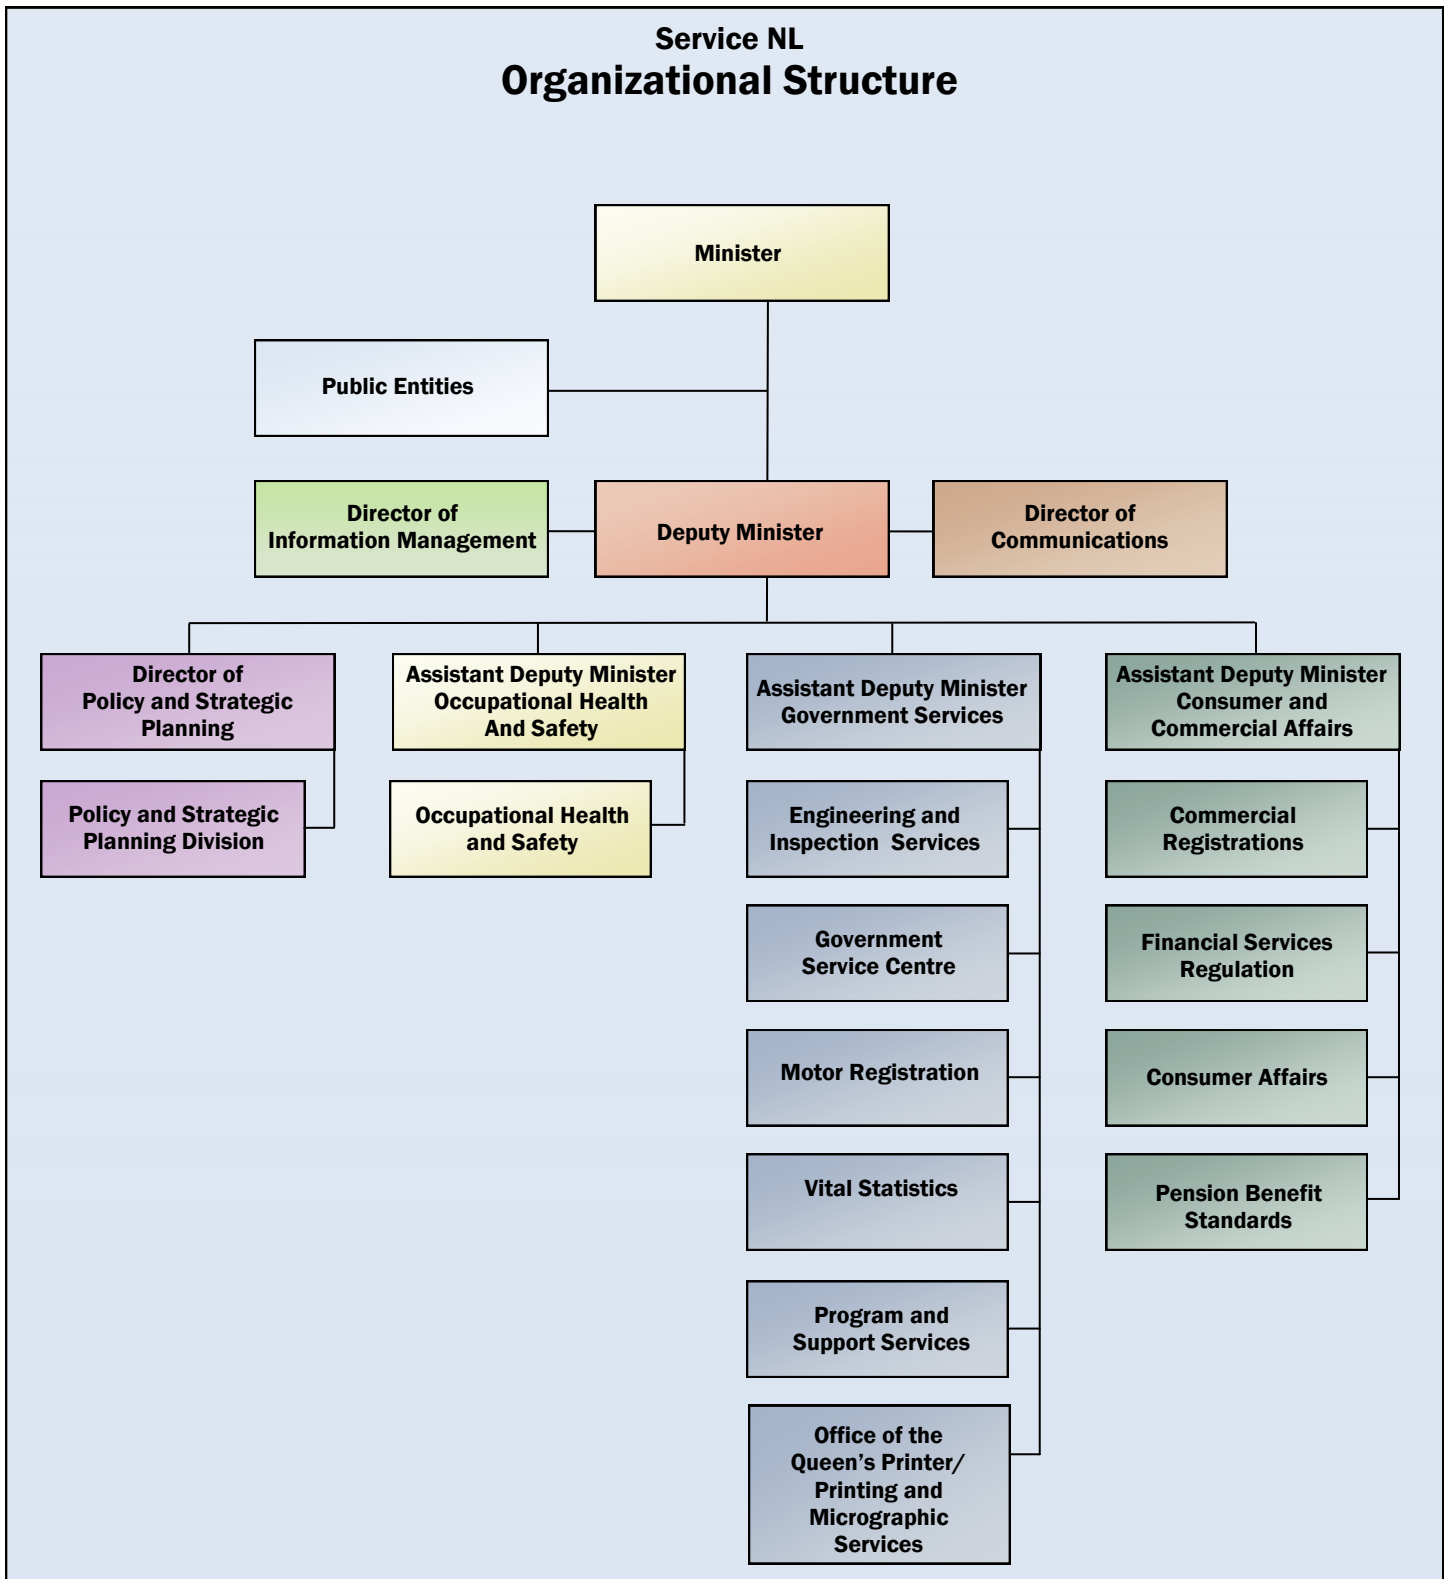 Service NL
Organizational Structure
Minister
Public Entities
Director of
Information Management
Deputy Minister
Director of
Communications
Director of
Policy and Strategic
Planning
Assistant Deputy Minister
Occupational Health
And Safety
Assistant Deputy Minister
Government Services
Assistant Deputy Minister
Consumer and
Commercial Affairs
Policy and Strategic
Planning Division
Occupational Health
and Safety
Engineering and
Inspection Services
Commercial
Registrations
Government
Service Centre
Financial Services
Regulation
Motor Registration
Consumer Affairs
Vital Statistics
Pension Benefit
Standards
Program and
Support Services
Office of the
Queen’s Printer/
Printing and
Micrographic
Services